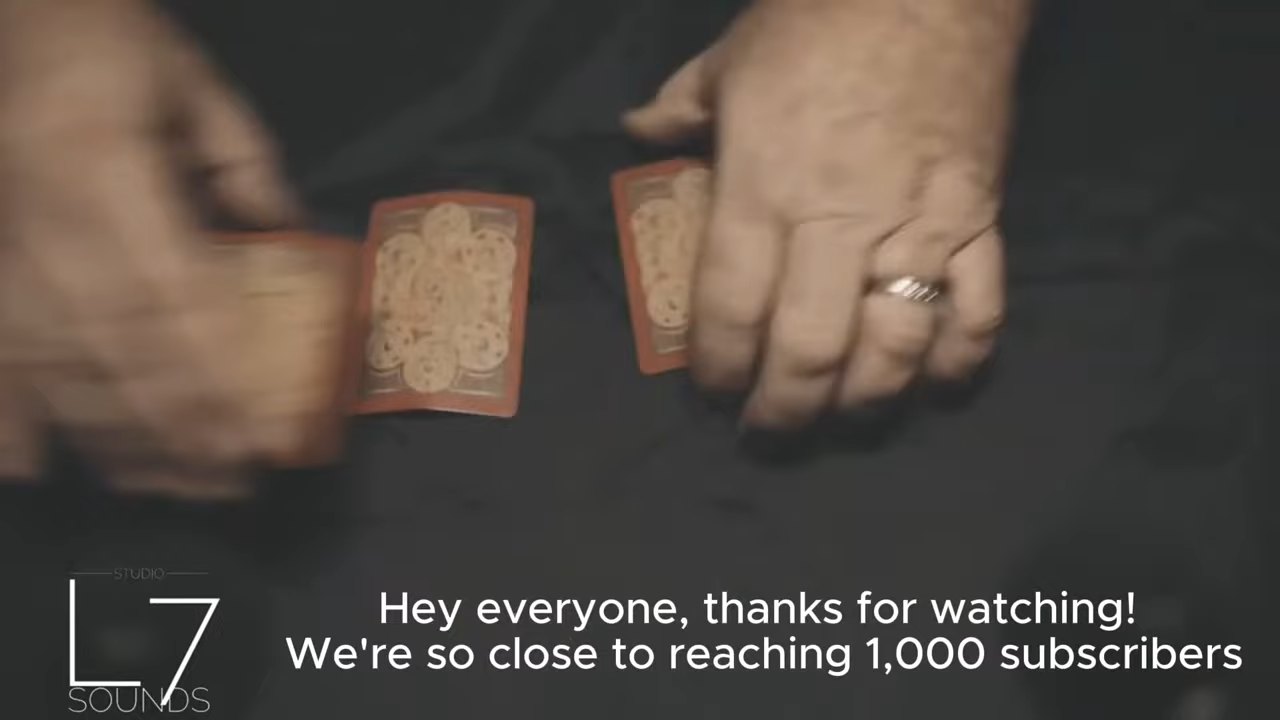 STUDIO
L7
SOUNDS
Hey everyone, thanks for watching!
We're so close to reaching 1,000 subscribers